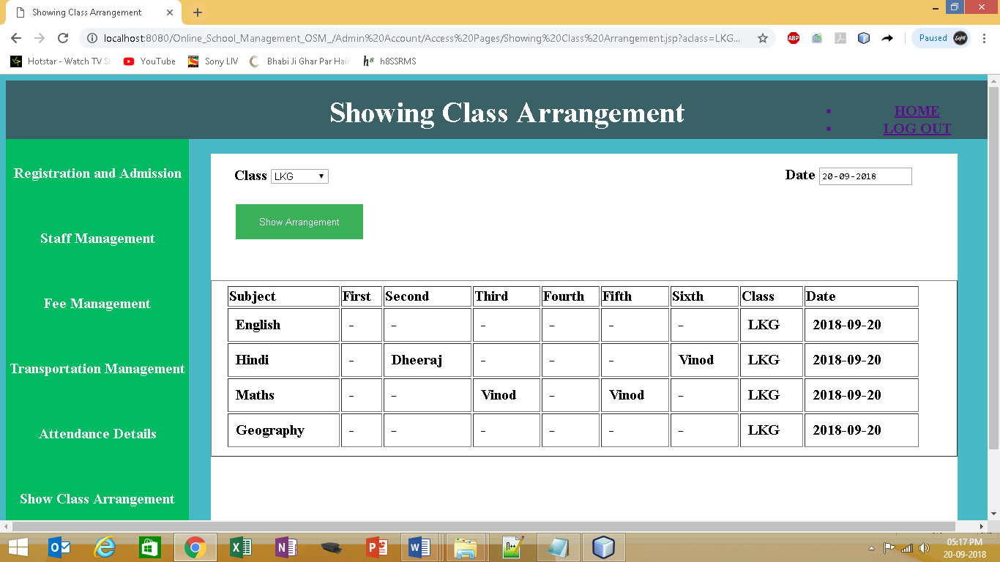 Showing Class Arrangement
localhost:8080/Online_School_Management_OSM_/Admin%20Account/Access%20Pages/Showing%20Class%20Arrangement.jsp?aclass=LKG...
ABP
Paused
Hotstar - Watch TV
YouTube
Sony LIV
Bhabi Ji Ghar Par Hain
h8 h8SSRMS
Showing Class Arrangement
HOME
LOG OUT
Registration and Admission
Staff Management
Fee Management
Transportation Management
Attendance Details
Show Class Arrangement
Class LKG
Date 20-09-2018
Show Arrangement
Subject First Second Third Fourth Fifth Sixth Class Date
English - - - - - - LKG 2018-09-20
Hindi - Dheeraj - - - Vinod LKG 2018-09-20
Maths - - Vinod - Vinod - LKG 2018-09-20
Geography - - - - - - LKG 2018-09-20
05:17 PM
20-09-2018